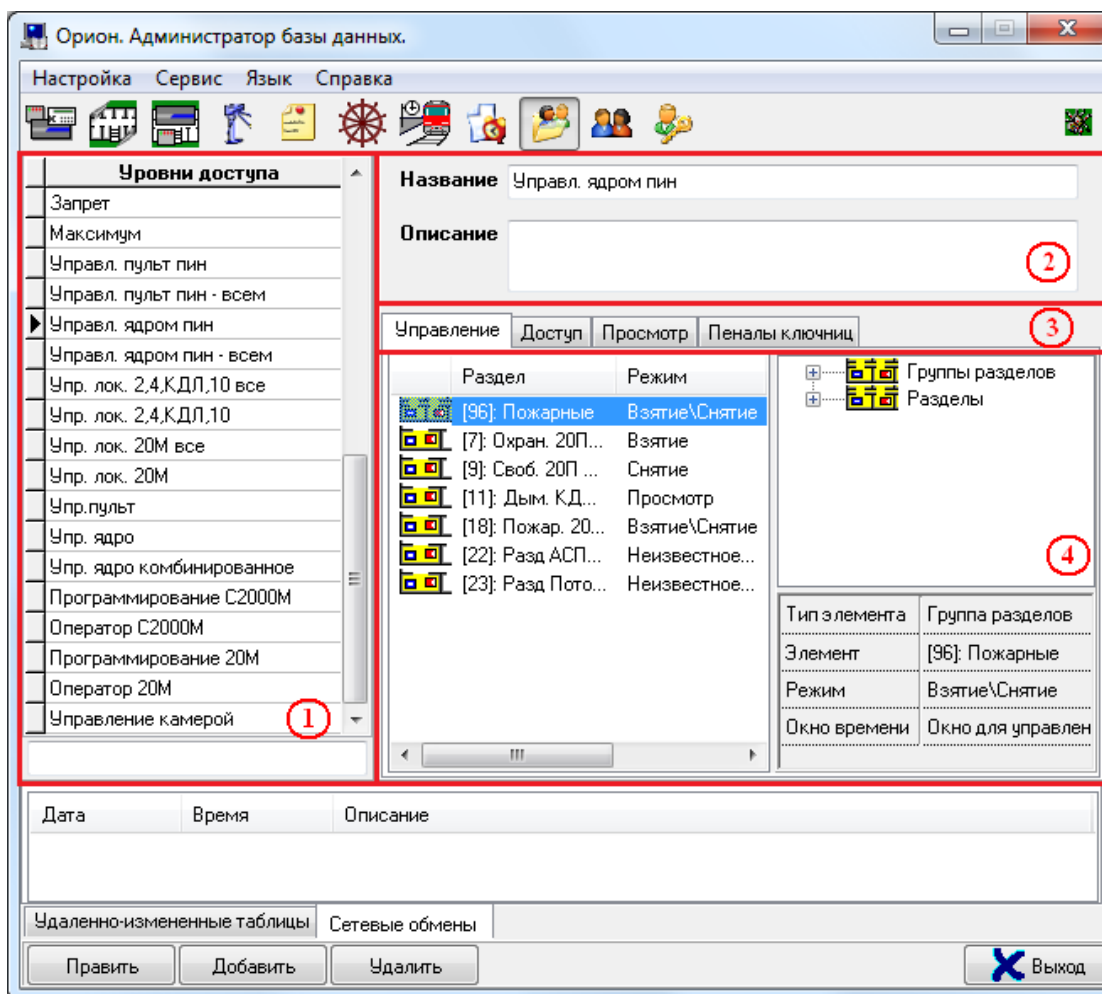 Орион. Администратор базы данных.
Настройка Сервис Язык Справка
Уровни доступа
Запрет
Максимум
Управл. пульт пин
Управл. пульт пин - всем
Управл. ядром пин
Управл. ядром пин - всем
Упр. лок. 2,4,КДЛ,10 все
Упр. лок. 2,4,КДЛ,10
Упр. лок. 20М все
Упр. лок. 20М
Упр.пульт
Упр. ядро
Упр. ядро комбинированное
Программирование С2000М
Оператор С2000М
Программирование 20М
Оператор 20М
Управление камерой
1
Название Управл. ядром пин
Описание
2
Управление Доступ Просмотр Пеналы ключниц
3
Раздел Режим
[96]: Пожарные Взятие\Снятие
[7]: Охран. 20П... Взятие
[9]: Своб. 20П ... Снятие
[11]: Дым. КД... Просмотр
[18]: Пожар. 20... Взятие\Снятие
[22]: Разд АСП... Неизвестное...
[23]: Разд Пото... Неизвестное...
Группы разделов
Разделы
4
Тип элемента Группа разделов
Элемент [96]: Пожарные
Режим Взятие\Снятие
Окно времени Окно для управлен
Дата Время Описание
Удаленно-измененные таблицы Сетевые обмены
Править Добавить Удалить Выход